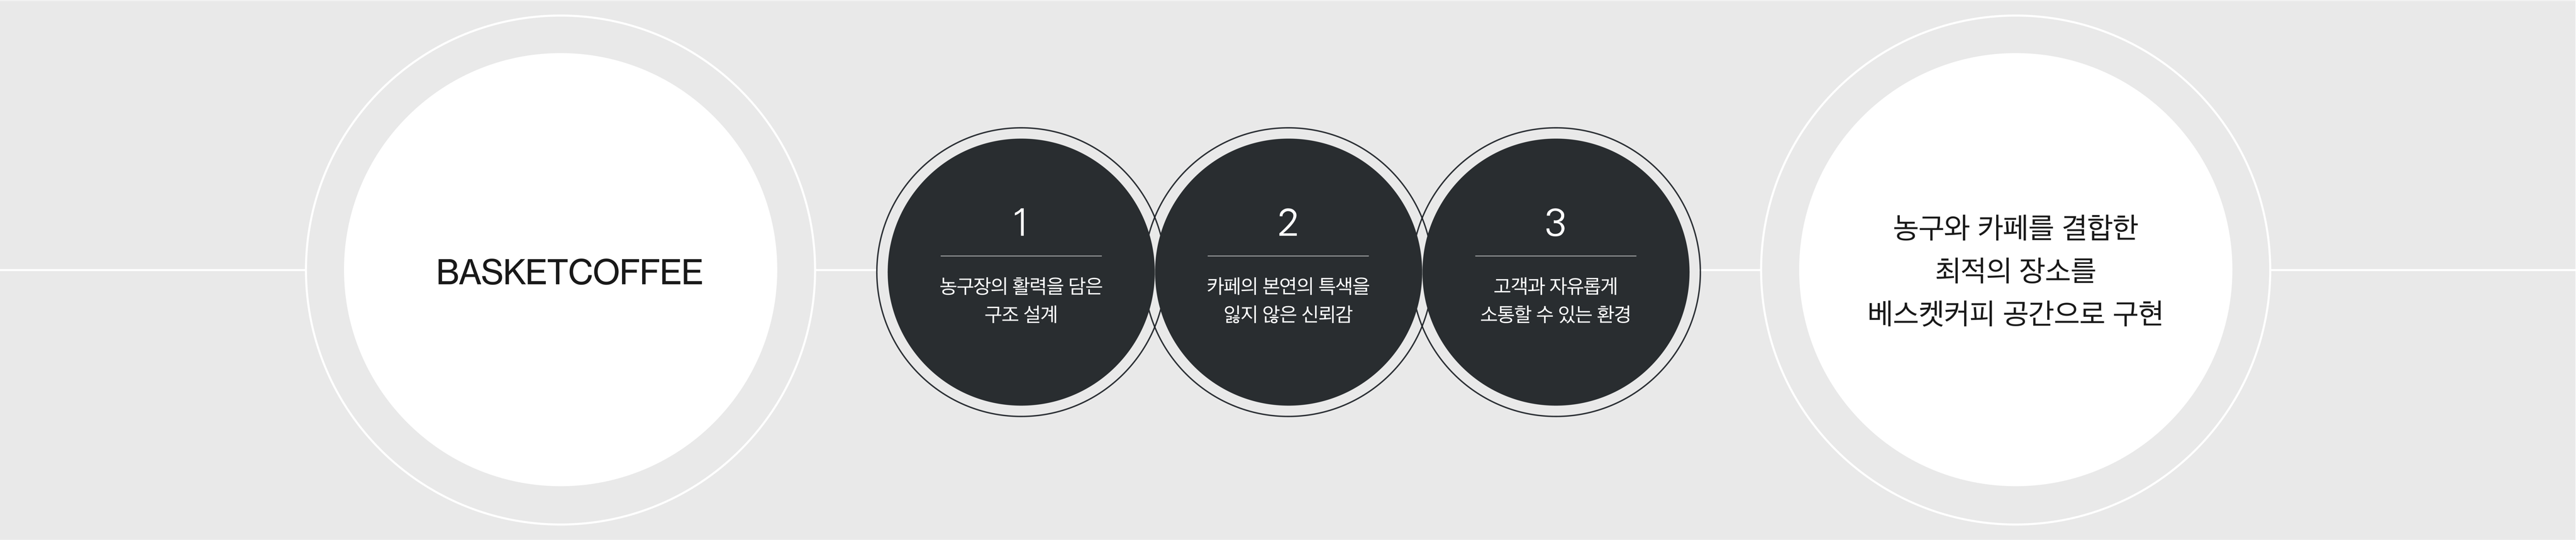 BASKETCOFFEE
1
농구장의 활력을 담은
구조 설계
2
카페의 본연의 특색을
잃지 않은 신뢰감
3
고객과 자유롭게
소통할 수 있는 환경
농구와 카페를 결합한
최적의 장소를
베스켓커피 공간으로 구현